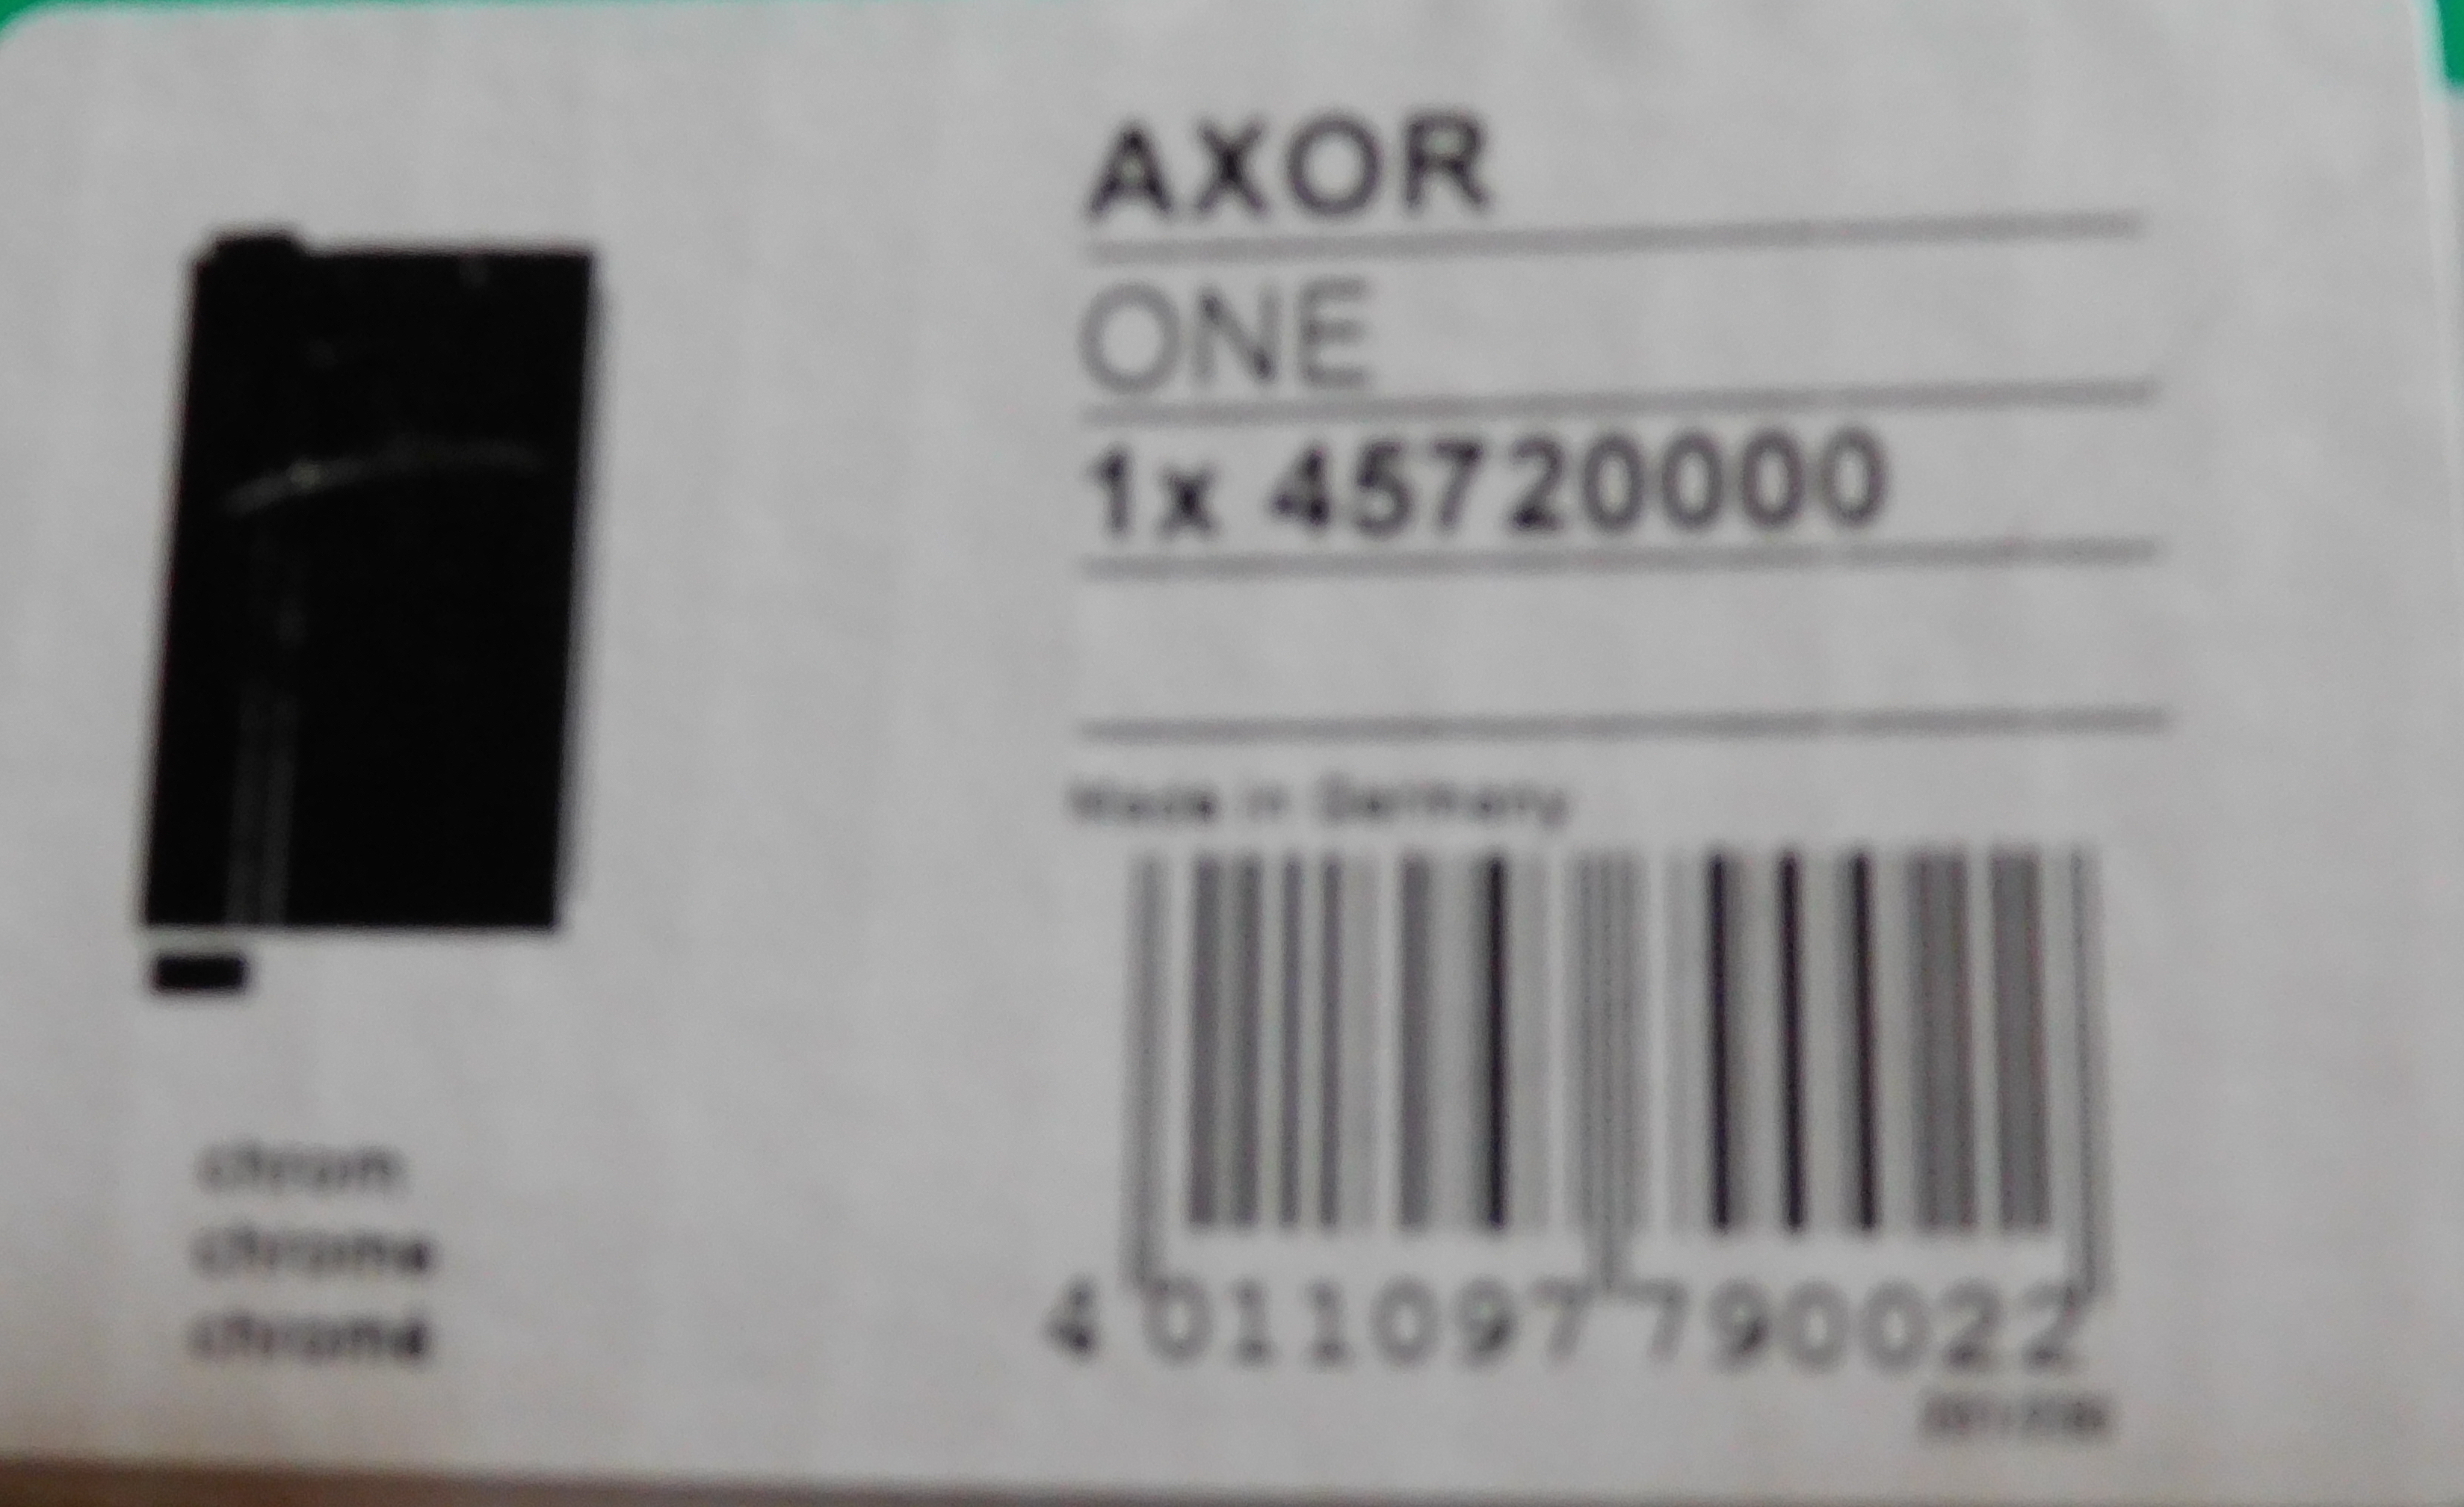 AXOR
ONE
1x 45720000
Made in Germany
4 011097 790022
chrom
chrome
chromé